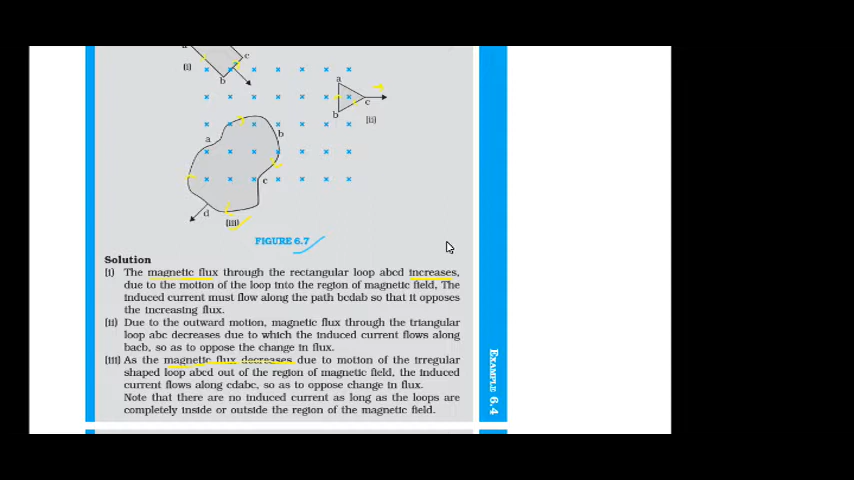 c
(i)
b
a
c
b
(ii)
a
b
c
d
(iii)
FIGURE 6.7
Solution
(i) The magnetic flux through the rectangular loop abcd increases,
due to the motion of the loop into the region of magnetic field, The
induced current must flow along the path bcdab so that it opposes
the increasing flux.
(ii) Due to the outward motion, magnetic flux through the triangular
loop abc decreases due to which the induced current flows along
bacb, so as to oppose the change in flux.
(iii) As the magnetic flux decreases due to motion of the irregular
shaped loop abcd out of the region of magnetic field, the induced
current flows along cdabc, so as to oppose change in flux.
Note that there are no induced current as long as the loops are
completely inside or outside the region of the magnetic field.
EXAMPLE 6.4